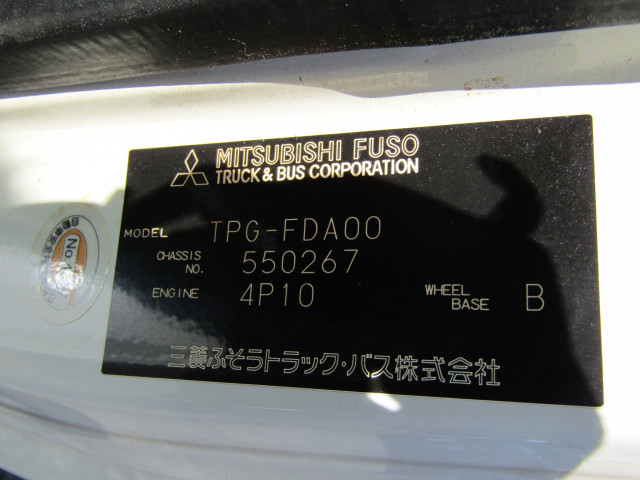 MITSUBISHI FUSO
TRUCK & BUS CORPORATION
MODEL TPG-FDA00
CHASSIS NO. 550267
ENGINE 4P10 WHEEL BASE B
三菱ふそうトラック・バス株式会社
No.